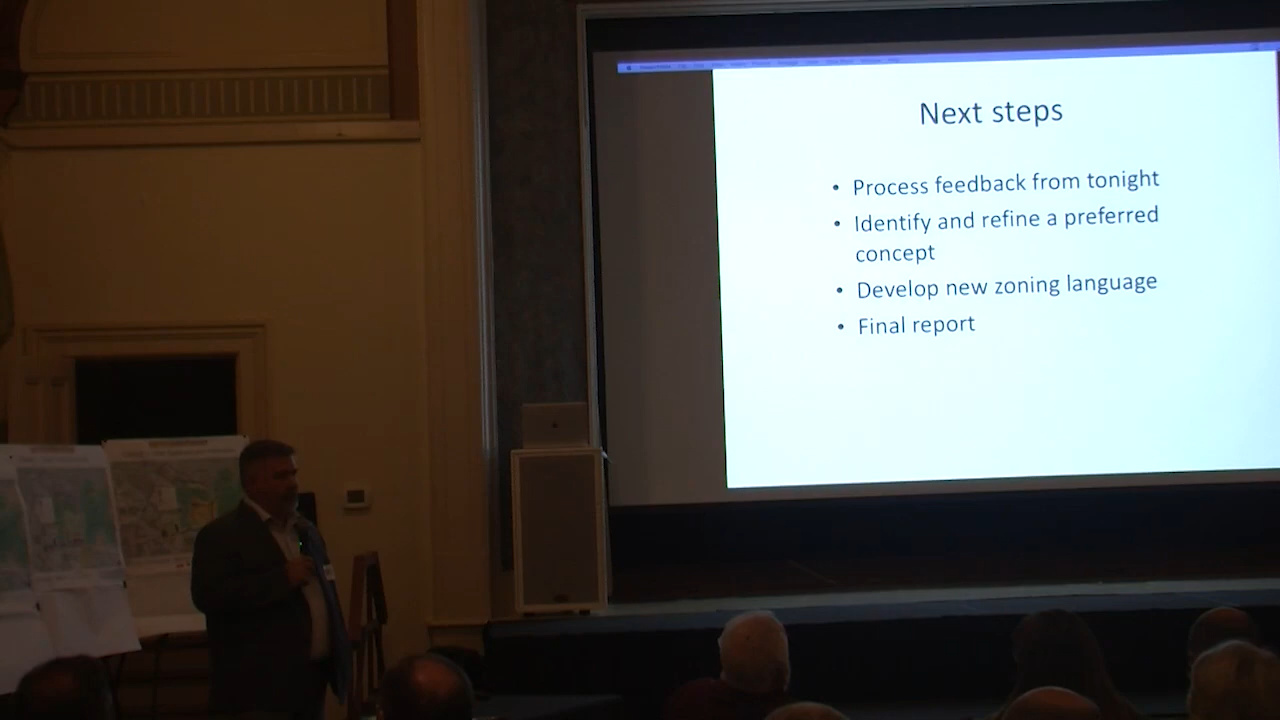 Next steps
• Process feedback from tonight
• Identify and refine a preferred
concept
• Develop new zoning language
• Final report